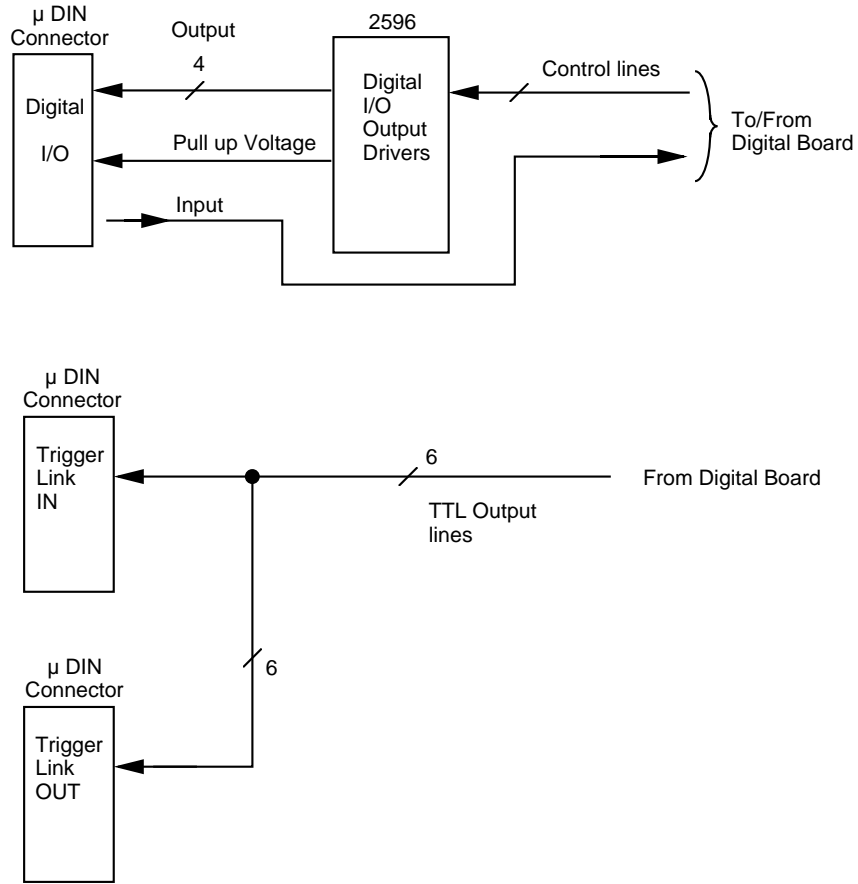 µ DIN
Connector
Output
4
2596
Digital
I/O
Pull up Voltage
Input
Digital
I/O
Output
Drivers
Control lines
To/From
Digital Board
µ DIN
Connector
Trigger
Link
IN
6
TTL Output
lines
From Digital Board
6
µ DIN
Connector
Trigger
Link
OUT